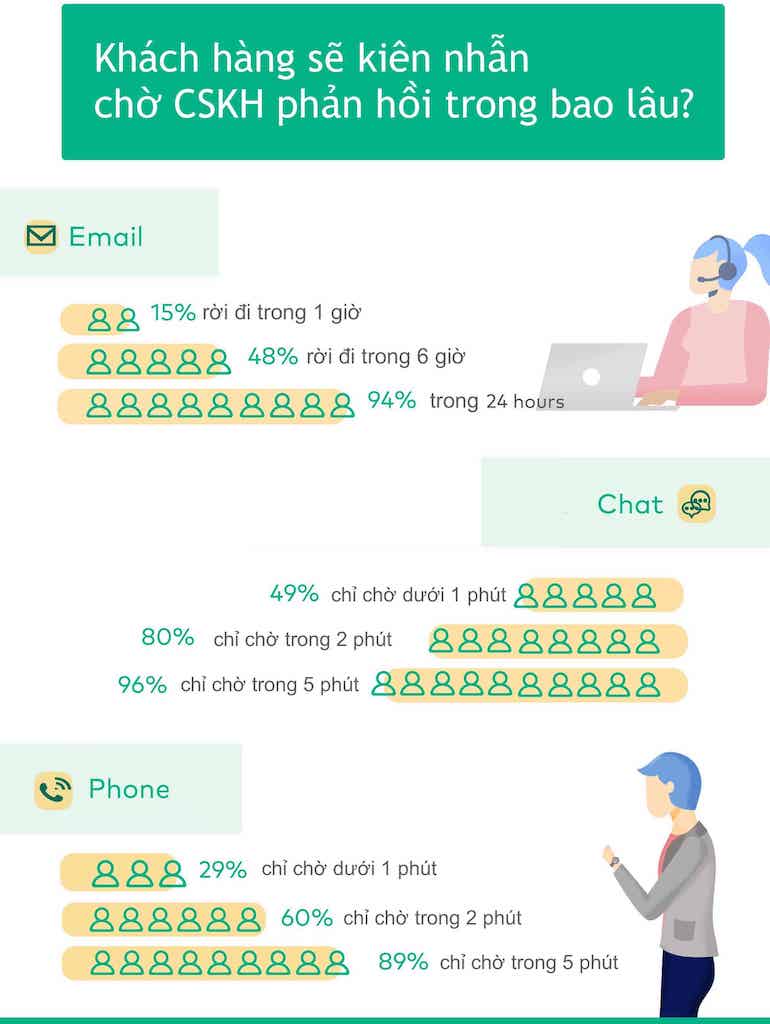 Khách hàng sẽ kiên nhẫn
chờ CSKH phản hồi trong bao lâu?
Email
15% rời đi trong 1 giờ
48% rời đi trong 6 giờ
94% trong 24 hours
Chat
49% chỉ chờ dưới 1 phút
80% chỉ chờ trong 2 phút
96% chỉ chờ trong 5 phút
Phone
29% chỉ chờ dưới 1 phút
60% chỉ chờ trong 2 phút
89% chỉ chờ trong 5 phút